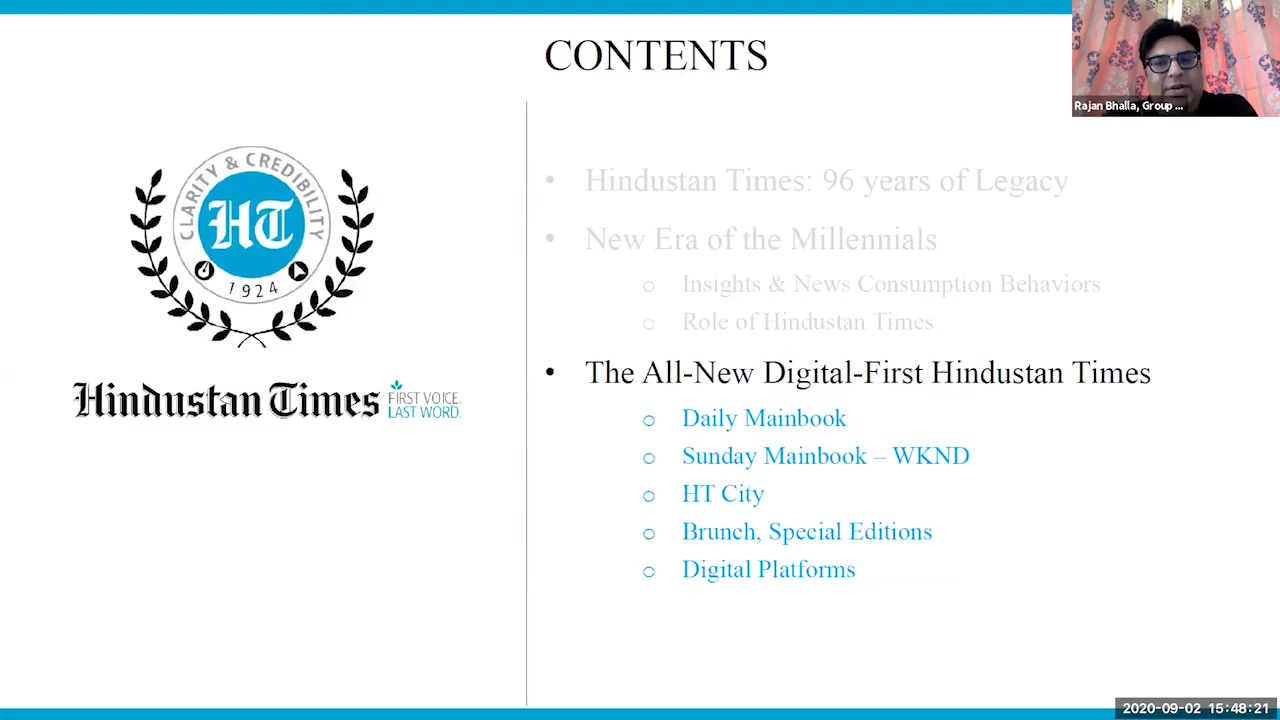 CONTENTS
Rajan Bhalla, Group ...
CLARITY & CREDIBILITY
HT
1924
Hindustan Times
FIRST VOICE.
LAST WORD.
• Hindustan Times: 96 years of Legacy
• New Era of the Millennials
o Insights & News Consumption Behaviors
o Role of Hindustan Times
• The All-New Digital-First Hindustan Times
o Daily Mainbook
o Sunday Mainbook – WKND
o HT City
o Brunch, Special Editions
o Digital Platforms
2020-09-02 15:48:21